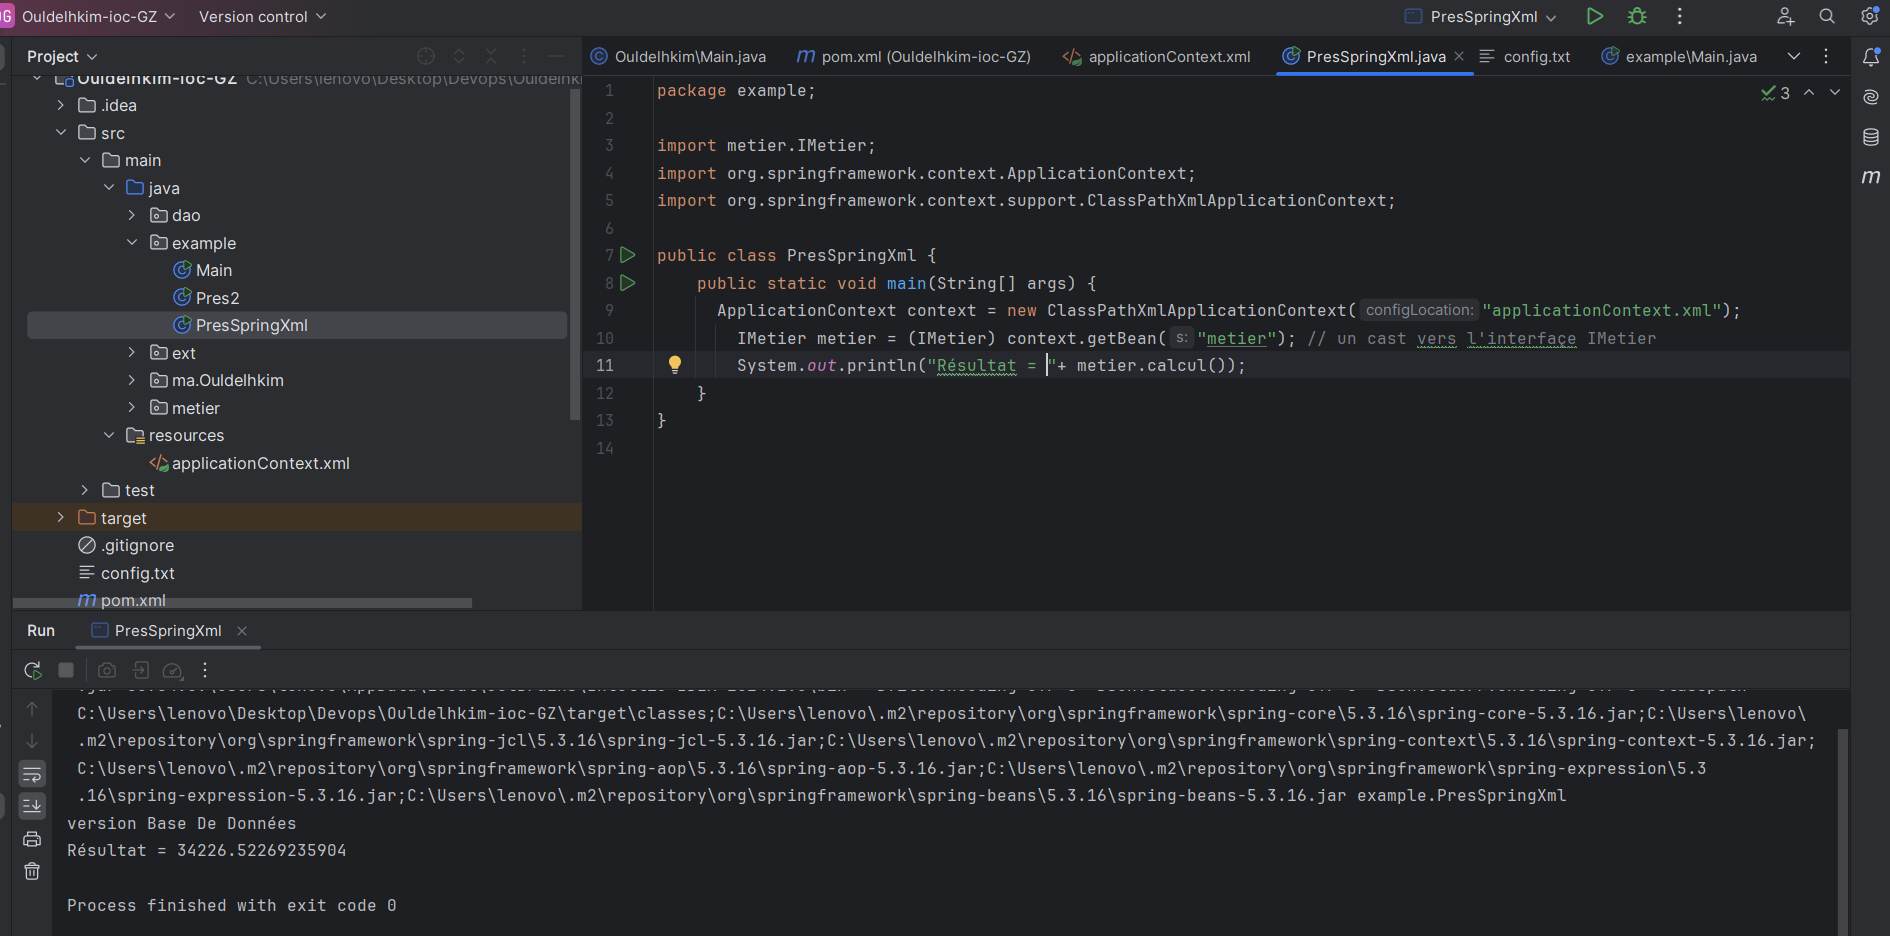 Ouldelhkim-ioc-GZ Version control PresSpringXml
Project
Ouldelhkim-ioc-GZ C:\Users\lenovo\Desktop\Devops\Ouldelhki
.idea
src
main
java
dao
example
Main
Pres2
PresSpringXml
ext
ma.Ouldelhkim
metier
resources
applicationContext.xml
test
target
.gitignore
config.txt
pom.xml
Ouldelhkim\Main.java pom.xml (Ouldelhkim-ioc-GZ) applicationContext.xml PresSpringXml.java config.txt example\Main.java
3
1 package example;
2
3 import metier.IMetier;
4 import org.springframework.context.ApplicationContext;
5 import org.springframework.context.support.ClassPathXmlApplicationContext;
6
7 public class PresSpringXml {
8 public static void main(String[] args) {
9 ApplicationContext context = new ClassPathXmlApplicationContext( configLocation: "applicationContext.xml");
10 IMetier metier = (IMetier) context.getBean( s: "metier"); // un cast vers l'interfaçe IMetier
11 System.out.println("Résultat = "+ metier.calcul());
12 }
13 }
14
Run PresSpringXml
C:\Users\lenovo\Desktop\Devops\Ouldelhkim-ioc-GZ\target\classes;C:\Users\lenovo\.m2\repository\org\springframework\spring-core\5.3.16\spring-core-5.3.16.jar;C:\Users\lenovo\
.m2\repository\org\springframework\spring-jcl\5.3.16\spring-jcl-5.3.16.jar;C:\Users\lenovo\.m2\repository\org\springframework\spring-context\5.3.16\spring-context-5.3.16.jar;
C:\Users\lenovo\.m2\repository\org\springframework\spring-aop\5.3.16\spring-aop-5.3.16.jar;C:\Users\lenovo\.m2\repository\org\springframework\spring-expression\5.3
.16\spring-expression-5.3.16.jar;C:\Users\lenovo\.m2\repository\org\springframework\spring-beans\5.3.16\spring-beans-5.3.16.jar example.PresSpringXml
version Base De Données
Résultat = 34226.52269235904
Process finished with exit code 0